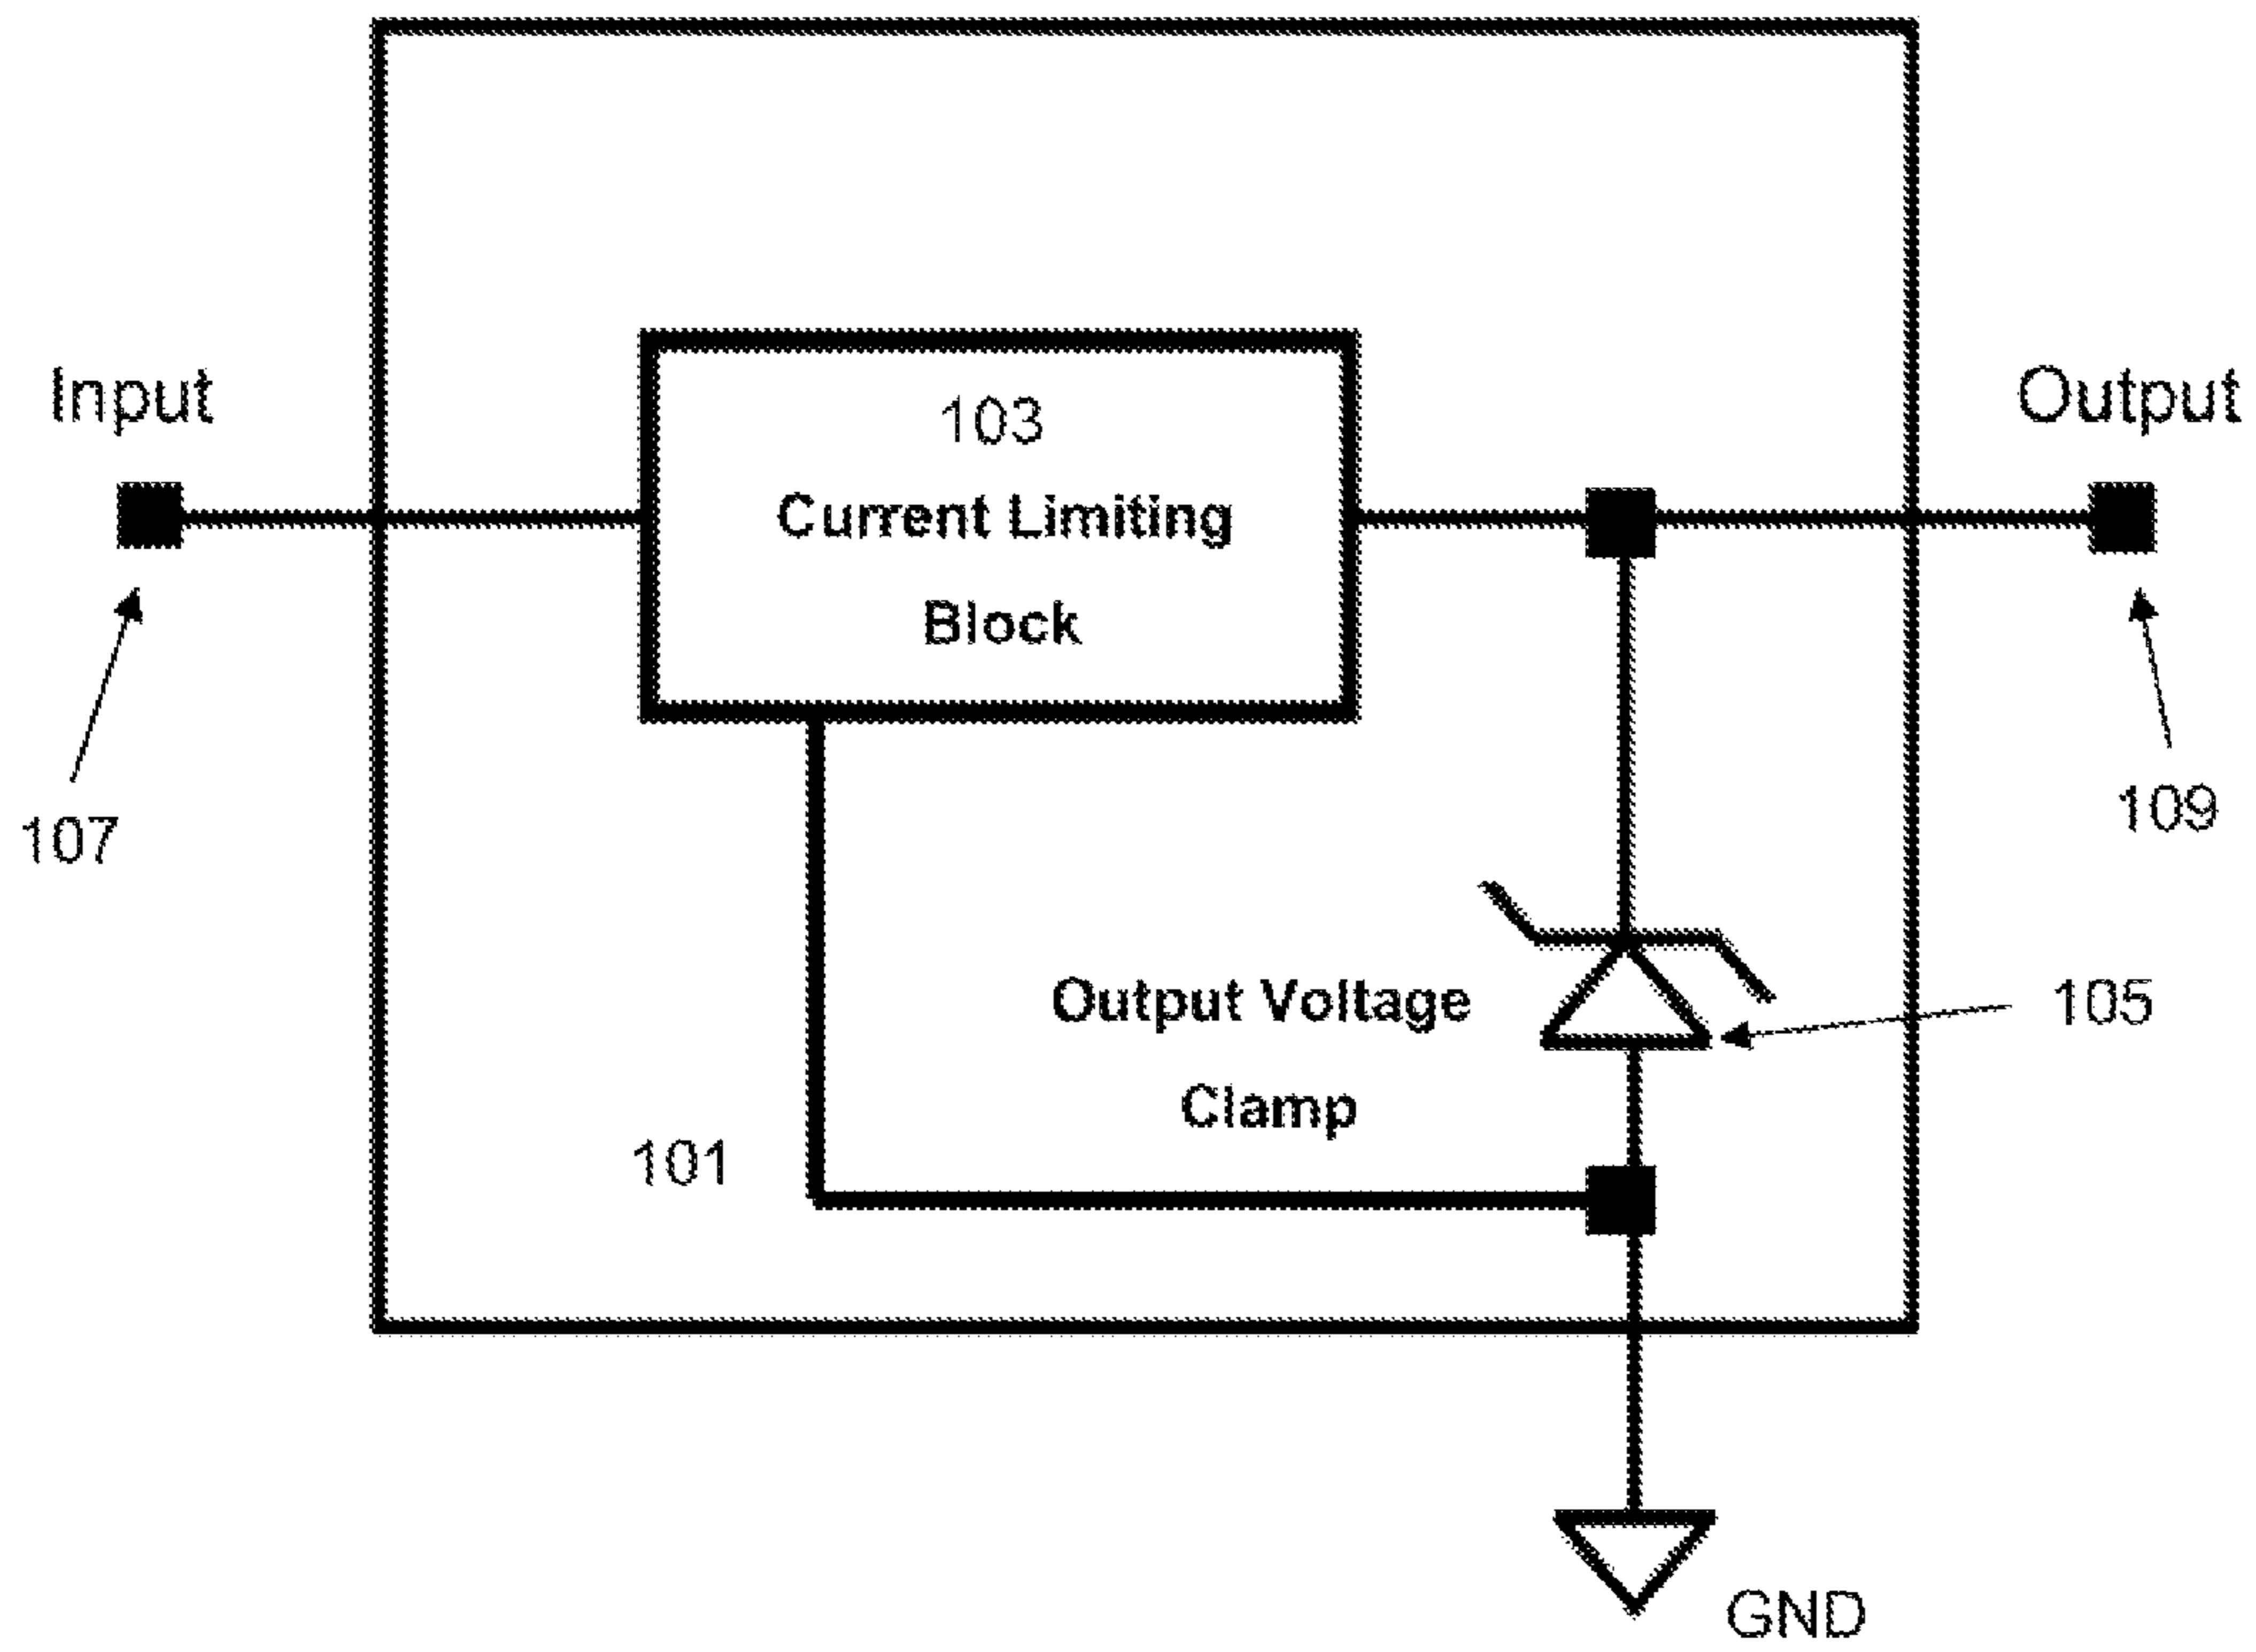 Input
Output
103
Current Limiting
Block
107
109
Output Voltage
Clamp
105
101
GND